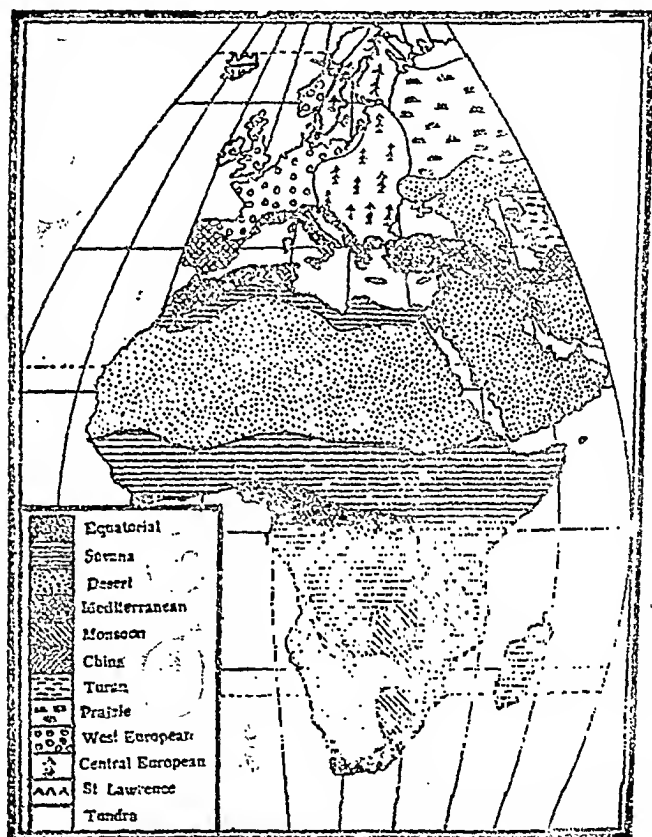 Equatorial
Savana
Desert
Mediterranean
Monsoon
China
Turan
Prairie
West European
Central European
St Lawrence
Tundra